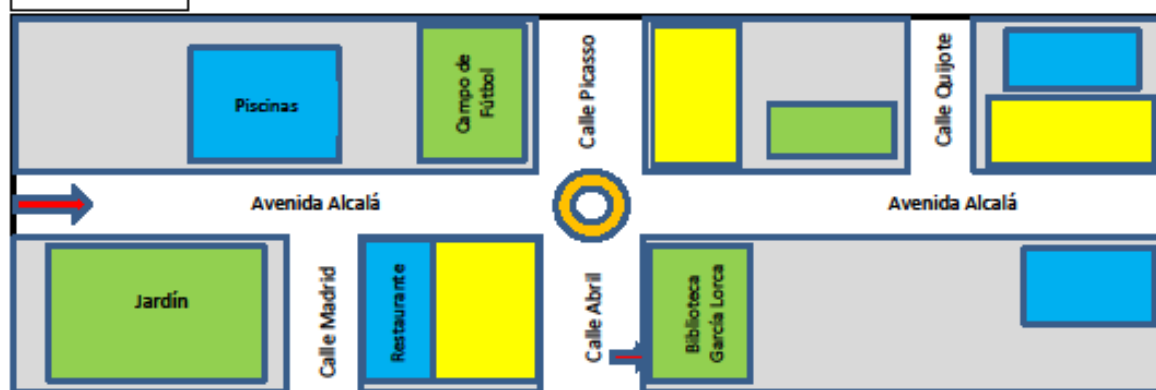 Piscinas
Campo de
Fútbol
Calle Picasso
Calle Quijote
Avenida Alcalá
Avenida Alcalá
Jardín
Calle Madrid
Restaurante
Calle Abril
Biblioteca
García Lorca